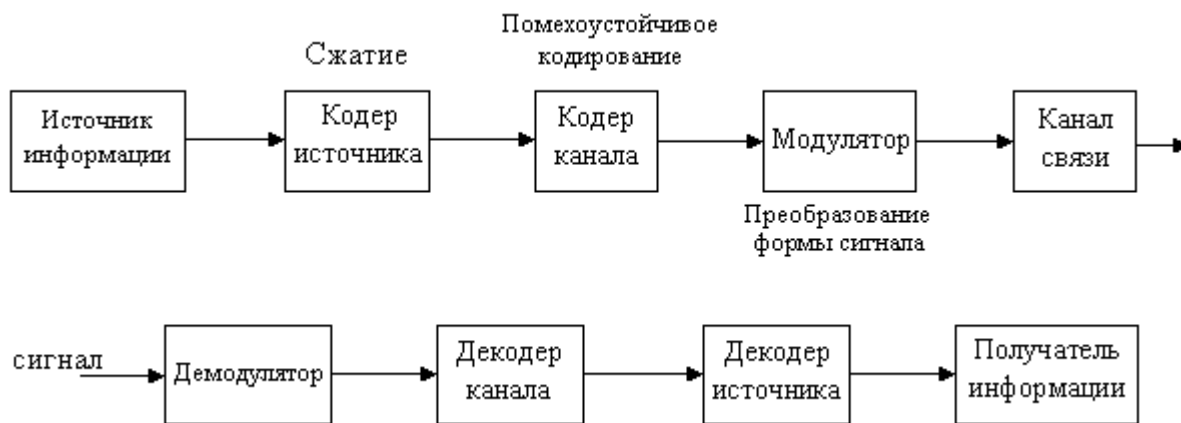 Сжатие
Помехоустойчивое
кодирование
Источник
информации
Кодер
источника
Кодер
канала
Модулятор
Канал
связи
Преобразование
формы сигнала
сигнал
Демодулятор
Декодер
канала
Декодер
источника
Получатель
информации